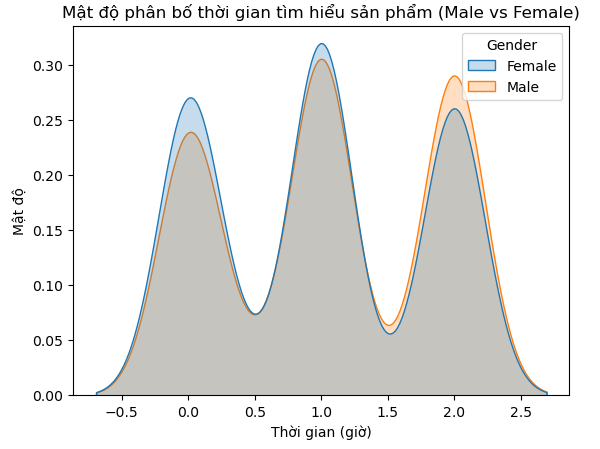 Mật độ phân bố thời gian tìm hiểu sản phẩm (Male vs Female)
Gender
Female
Male
0.30
0.25
0.20
0.15
0.10
0.05
0.00
Mật độ
−0.5 0.0 0.5 1.0 1.5 2.0 2.5
Thời gian (giờ)